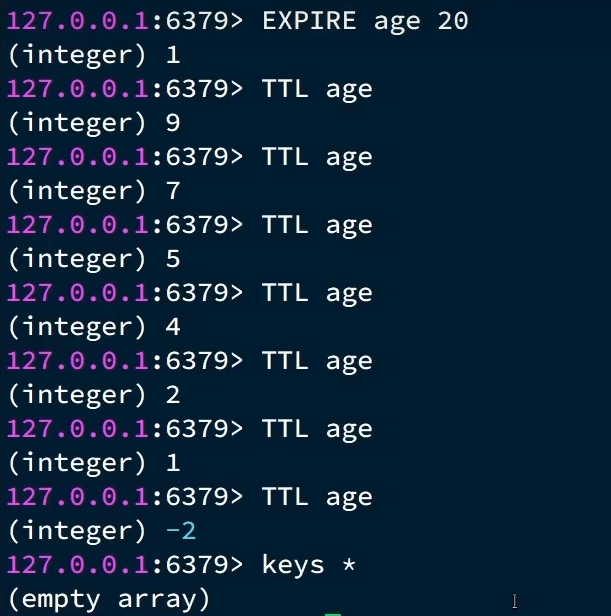 127.0.0.1:6379> EXPIRE age 20
(integer) 1
127.0.0.1:6379> TTL age
(integer) 9
127.0.0.1:6379> TTL age
(integer) 7
127.0.0.1:6379> TTL age
(integer) 5
127.0.0.1:6379> TTL age
(integer) 4
127.0.0.1:6379> TTL age
(integer) 2
127.0.0.1:6379> TTL age
(integer) 1
127.0.0.1:6379> TTL age
(integer) -2
127.0.0.1:6379> keys *
(empty array)